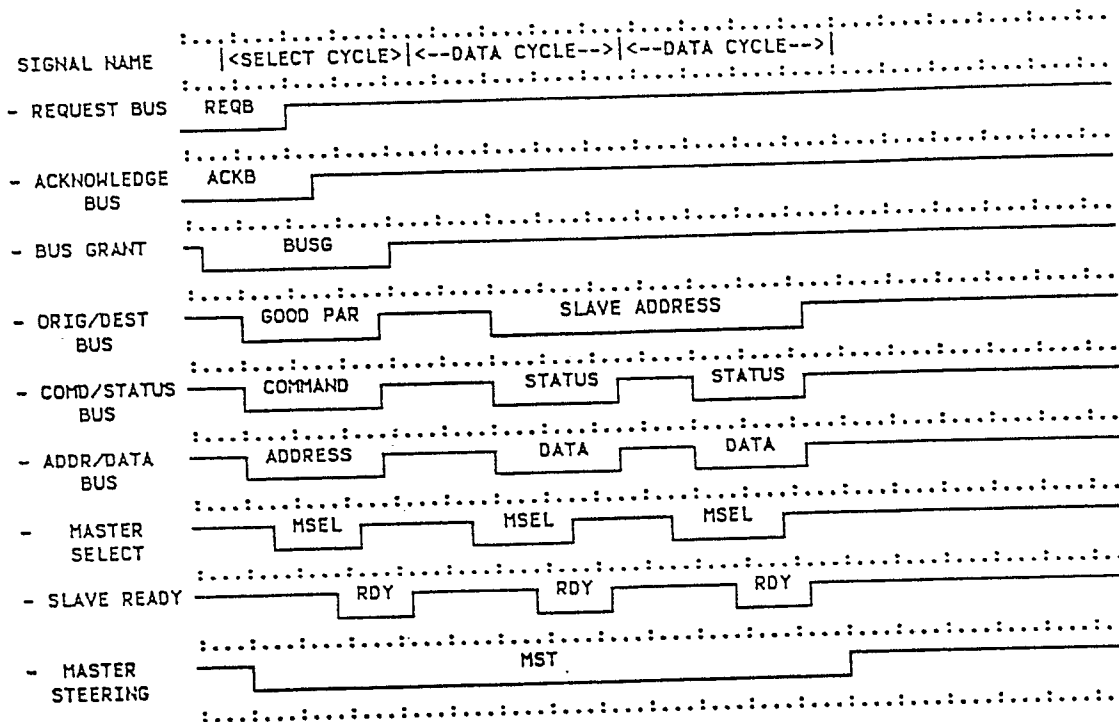 SIGNAL NAME |<SELECT CYCLE>|<--DATA CYCLE-->|<--DATA CYCLE-->|
- REQUEST BUS REQB
- ACKNOWLEDGE BUS ACKB
- BUS GRANT BUSG
- ORIG/DEST BUS GOOD PAR SLAVE ADDRESS
- COMD/STATUS BUS COMMAND STATUS STATUS
- ADDR/DATA BUS ADDRESS DATA DATA
- MASTER SELECT MSEL MSEL MSEL
- SLAVE READY RDY RDY RDY
- MASTER STEERING MST